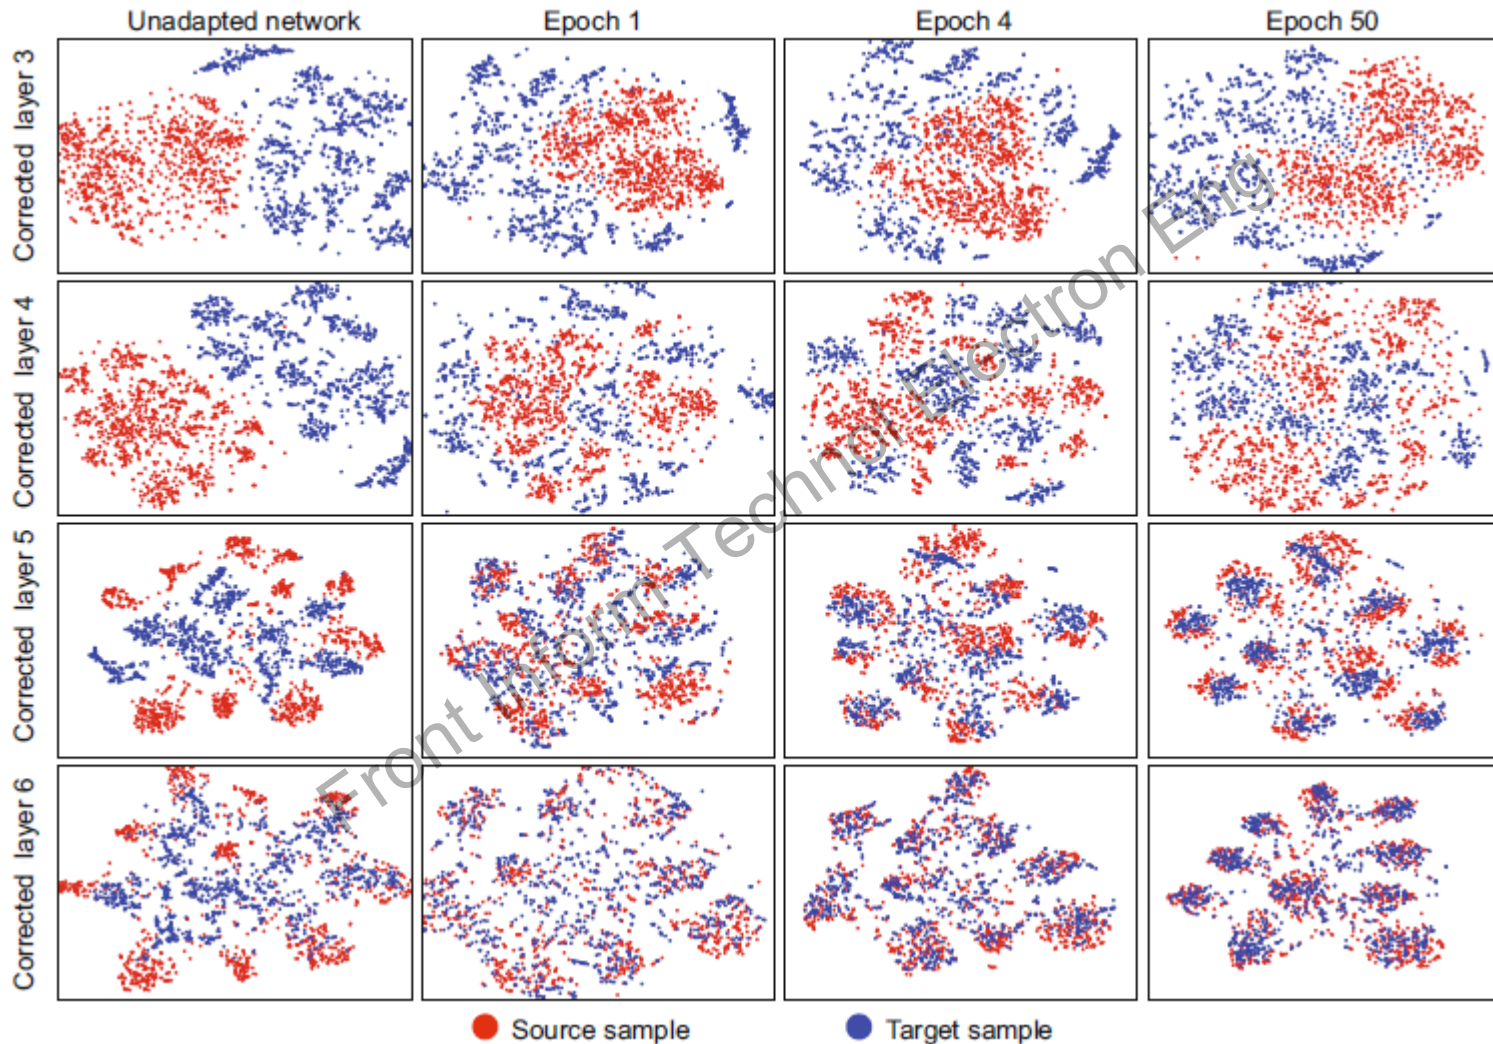 Unadapted network Epoch 1 Epoch 4 Epoch 50
Corrected layer 3
Corrected layer 4
Corrected layer 5
Corrected layer 6
Front Inform Technol Electron Eng
Source sample Target sample